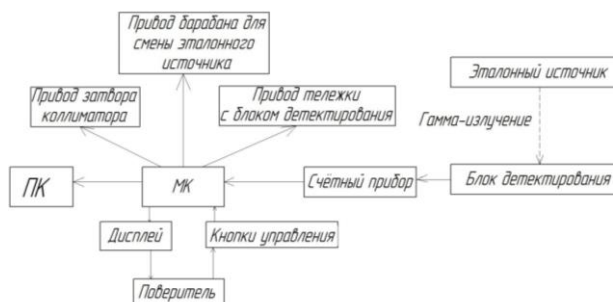 Привод барабана для
смены эталонного
источника
Эталонный источник
Привод затвора
коллиматора
Привод тележки
с блоком детектирования
Гамма-излучение
ПК
МК
Счётный прибор
Блок детектирования
Дисплей
Кнопки управления
Поверитель